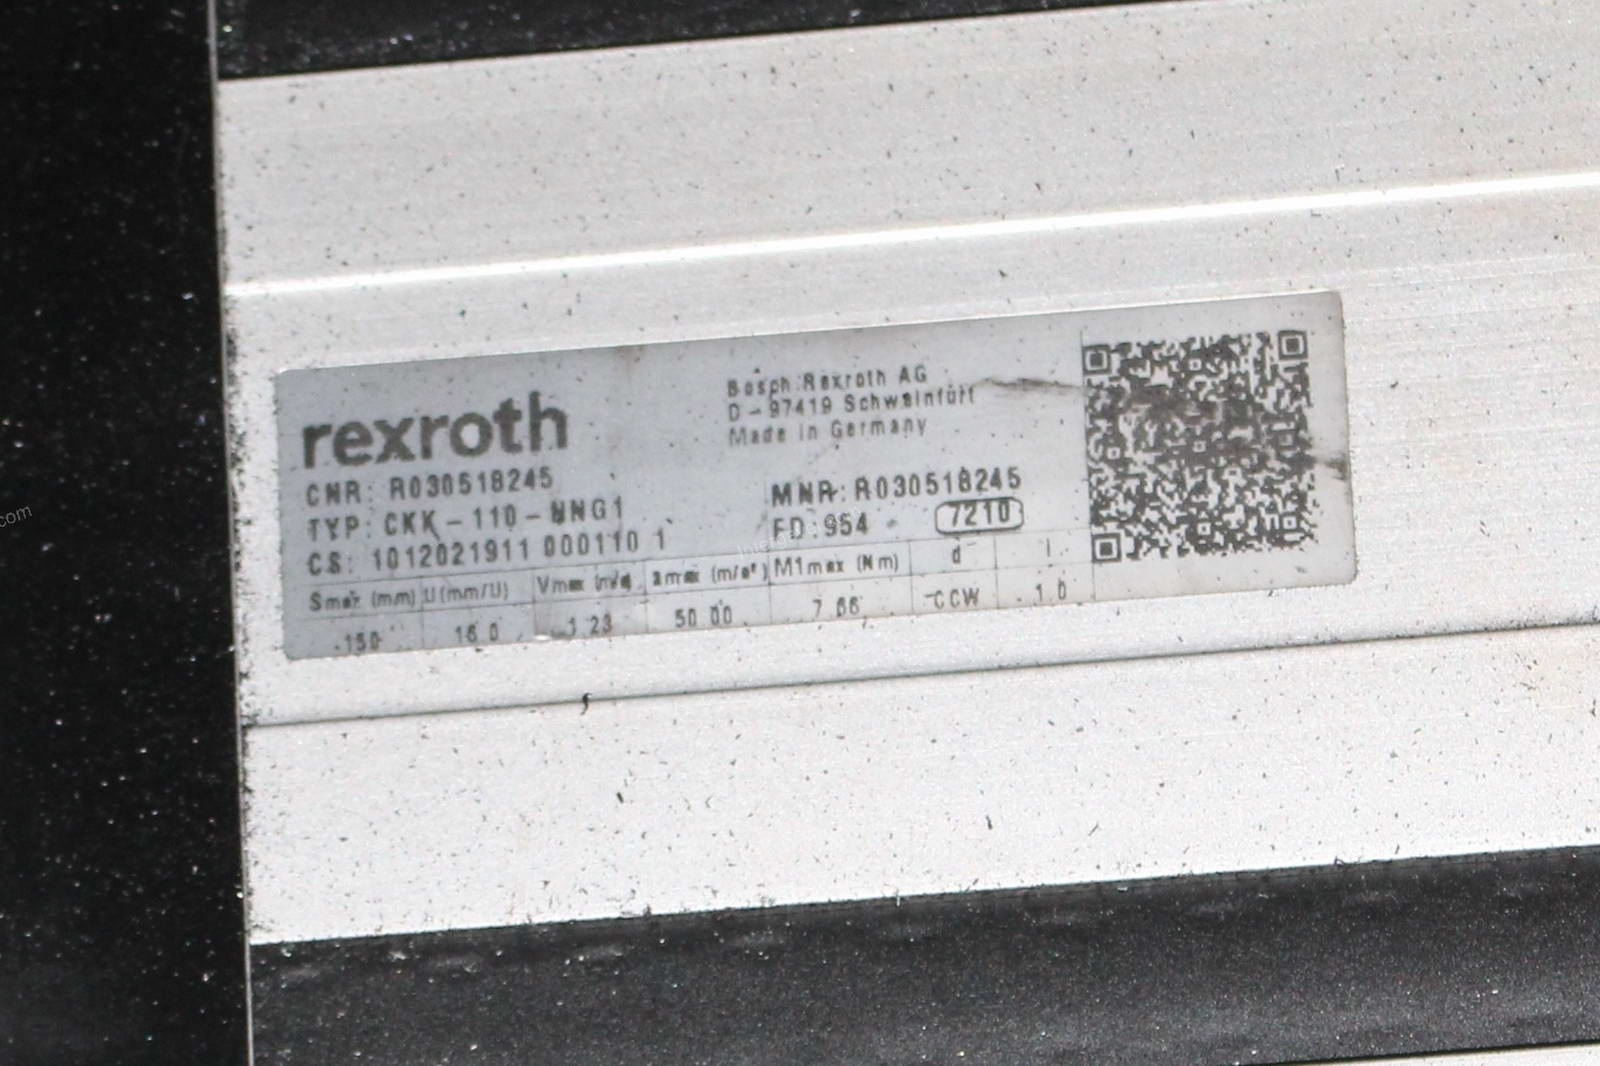 rexroth
Bosch Rexroth AG
D-97419 Schweinfurt
Made in Germany
CNR: R030518245
MNR: R030518245
TYP: CKK-110-NNG1
FD: 954 7210
CS: 1012021911 000110 1
Smax (mm) U (mm/U) Vmax (m/s) amax (m/s²) M1max (Nm) d i
150 16.0 1.23 50.00 7.66 CCW 1.0
.com